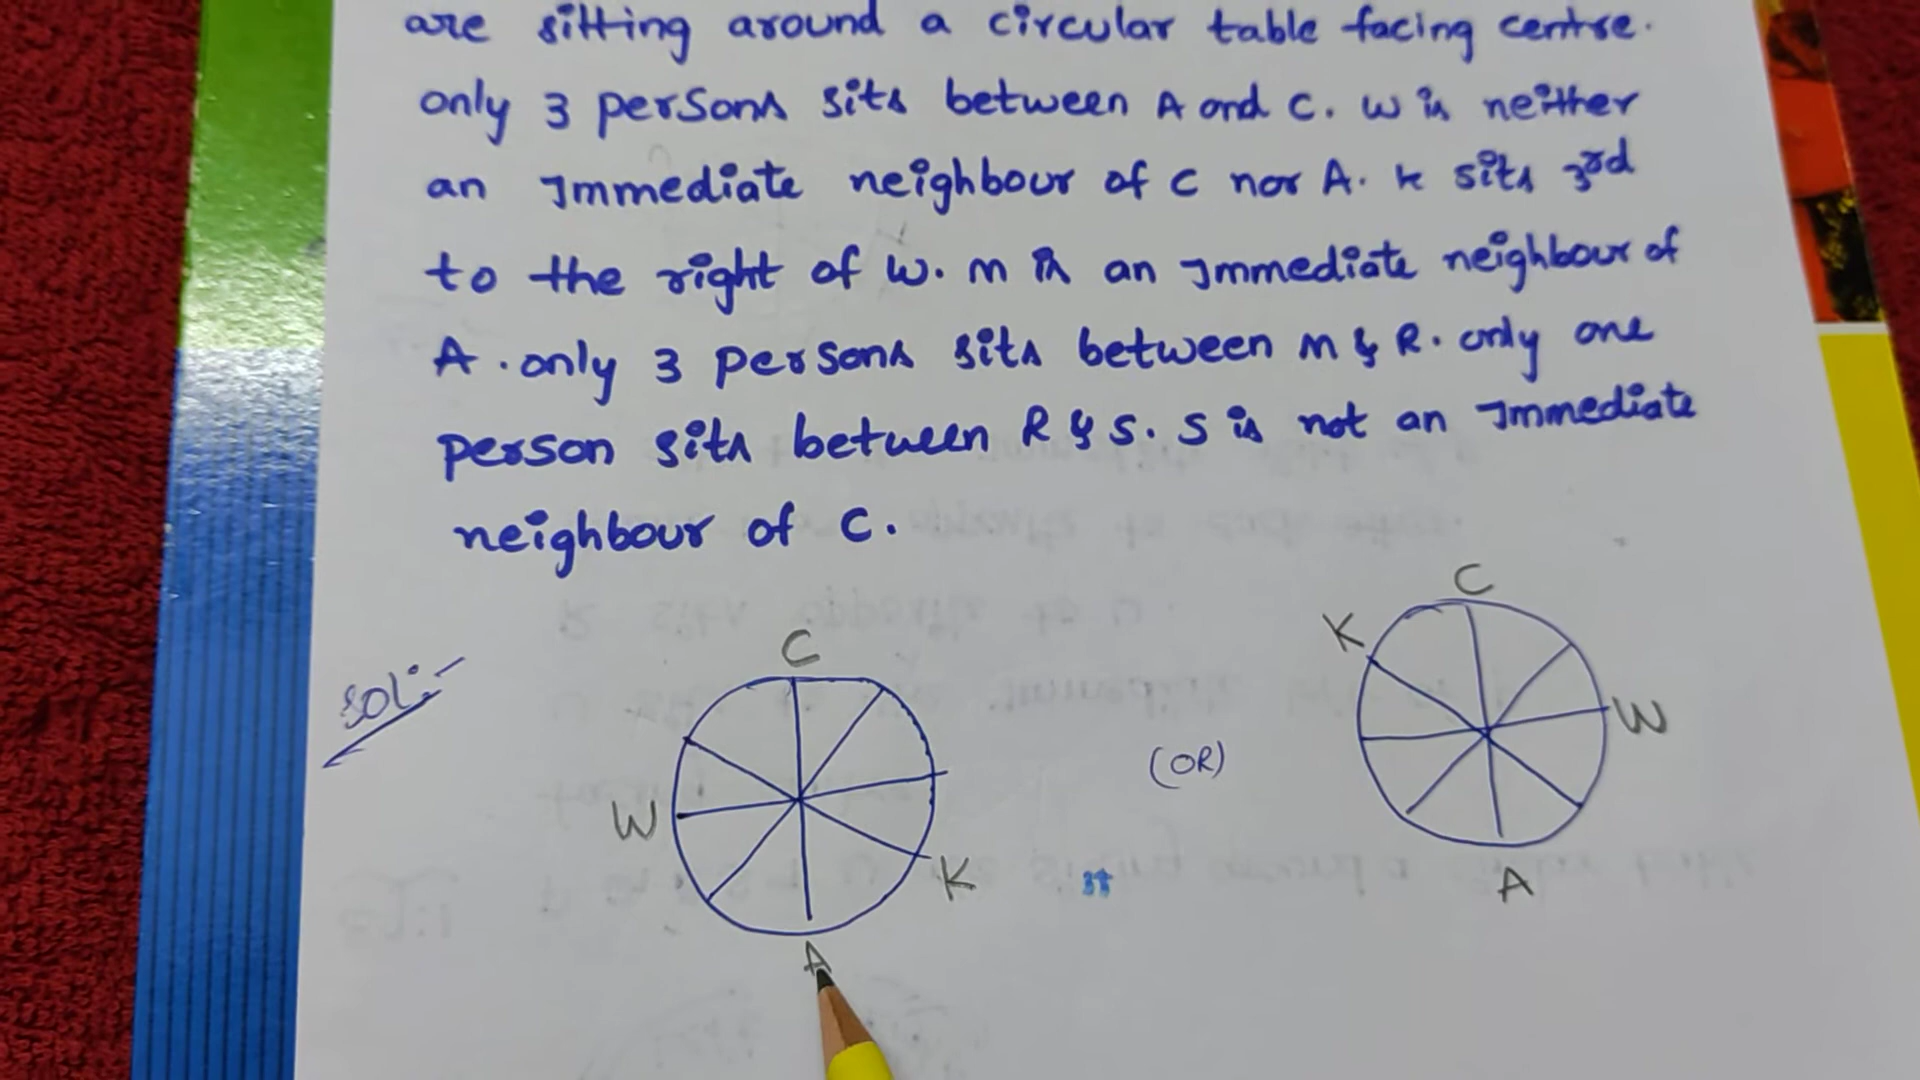 are sitting around a circular table facing centre.
only 3 persons sits between A and C. W is neither
an Immediate neighbour of C nor A. K sits 3rd
to the right of W. M is an Immediate neighbour of
A. only 3 persons sits between M & R. only one
person sits between R & S. S is not an Immediate
neighbour of C.
SOL:-
C
W
K
A
(OR)
C
K
W
A